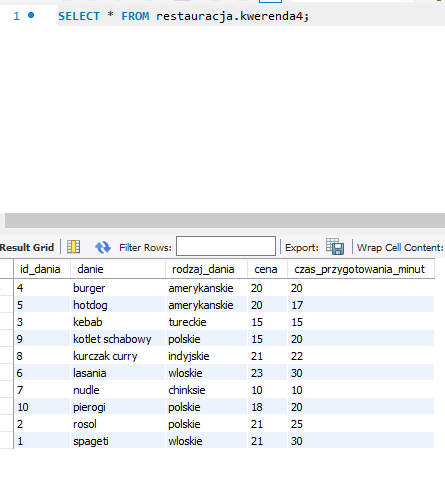 1 SELECT * FROM restauracja.kwerenda4;
Result Grid Filter Rows: Export: Wrap Cell Content:
id_dania danie rodzaj_dania cena czas_przygotowania_minut
4 burger amerykanskie 20 20
5 hotdog amerykanskie 20 17
3 kebab tureckie 15 15
9 kotlet schabowy polskie 15 20
8 kurczak curry indyjskie 21 22
6 lasania wloskie 23 30
7 nudle chinksie 10 10
10 pierogi polskie 18 20
2 rosol polskie 21 25
1 spageti wloskie 21 30